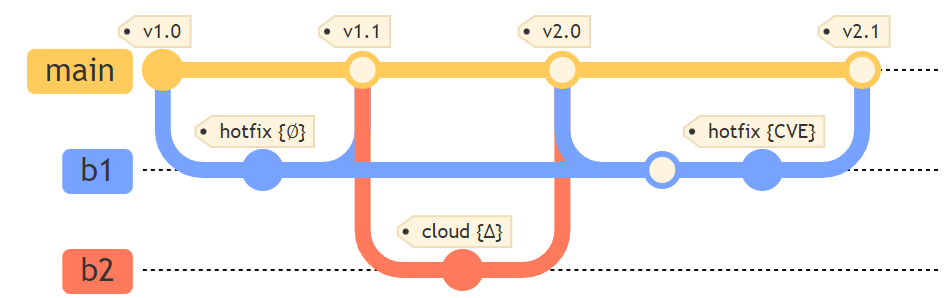 v1.0
v1.1
v2.0
v2.1
main
hotfix {Ø}
hotfix {CVE}
b1
cloud {Δ}
b2